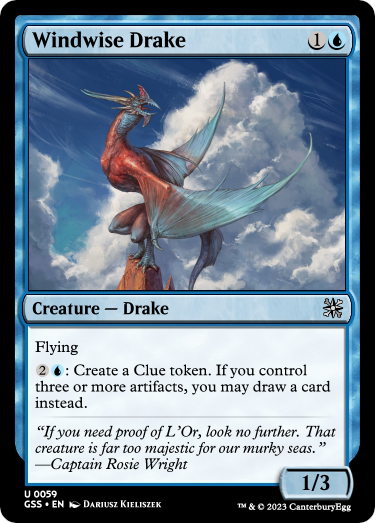 Windwise Drake 1
Creature — Drake
Flying
2 : Create a Clue token. If you control
three or more artifacts, you may draw a card
instead.
“If you need proof of L’Or, look no further. That
creature is far too majestic for our murky seas.”
—Captain Rosie Wright
1/3
U 0059
GSS • EN Dariusz Kieliszek
™ & © 2023 CanterburyEgg